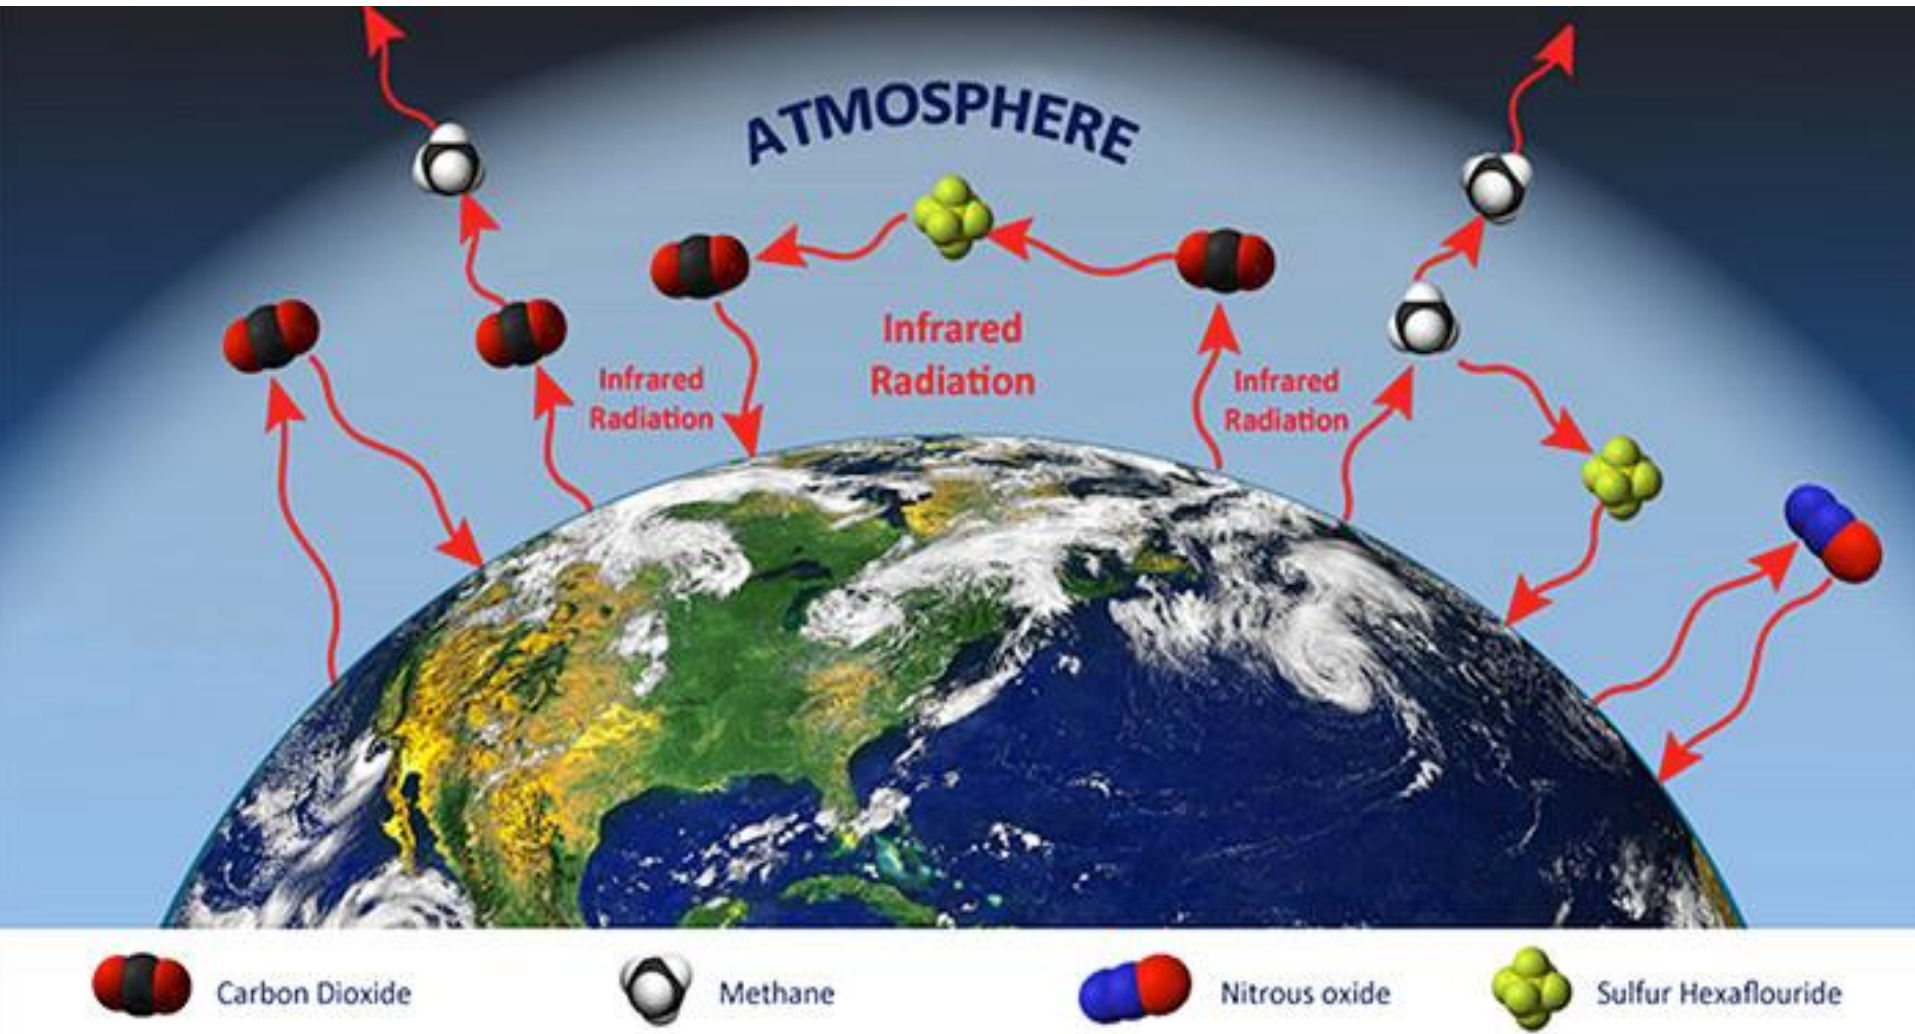 ATMOSPHERE
Infrared
Radiation
Infrared
Radiation
Infrared
Radiation
Carbon Dioxide
Methane
Nitrous oxide
Sulfur Hexaflouride